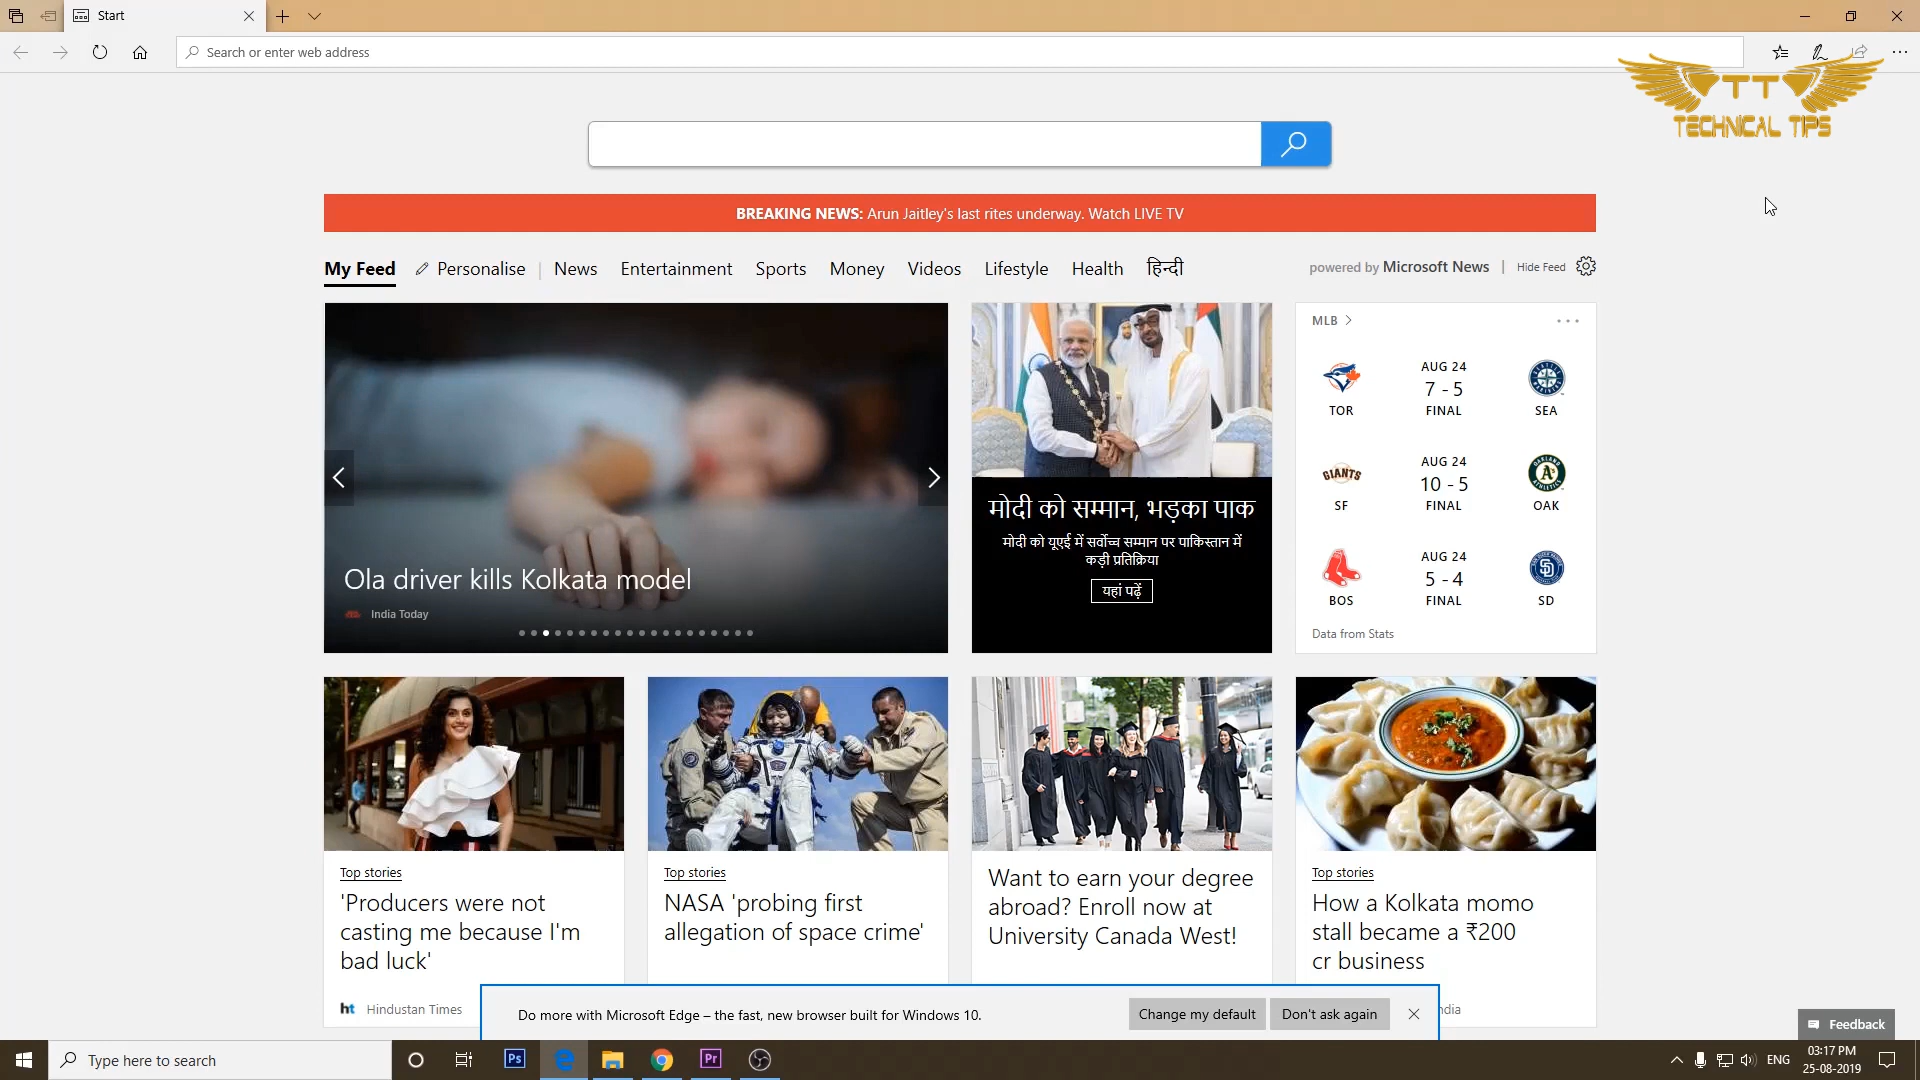 Start
Search or enter web address
TT
TECHNICAL TIPS
BREAKING NEWS: Arun Jaitley's last rites underway. Watch LIVE TV
My Feed Personalise | News Entertainment Sports Money Videos Lifestyle Health हिन्दी
powered by Microsoft News | Hide Feed
Ola driver kills Kolkata model
India Today
मोदी को सम्मान, भड़का पाक
मोदी को यूएई में सर्वोच्च सम्मान पर पाकिस्तान में
कड़ी प्रतिक्रिया
यहां पढ़ें
MLB
AUG 24
7 - 5
TOR FINAL SEA
AUG 24
GIANTS 10 - 5
SF FINAL OAK
AUG 24
5 - 4
BOS FINAL SD
Data from Stats
Top stories
'Producers were not
casting me because I'm
bad luck'
ht Hindustan Times
Top stories
NASA 'probing first
allegation of space crime'
Want to earn your degree
abroad? Enroll now at
University Canada West!
Top stories
How a Kolkata momo
stall became a ₹200
cr business
ndia
Do more with Microsoft Edge – the fast, new browser built for Windows 10.
Change my default
Don't ask again
Feedback
Type here to search
Ps
Pr
ENG
03:17 PM
25-08-2019